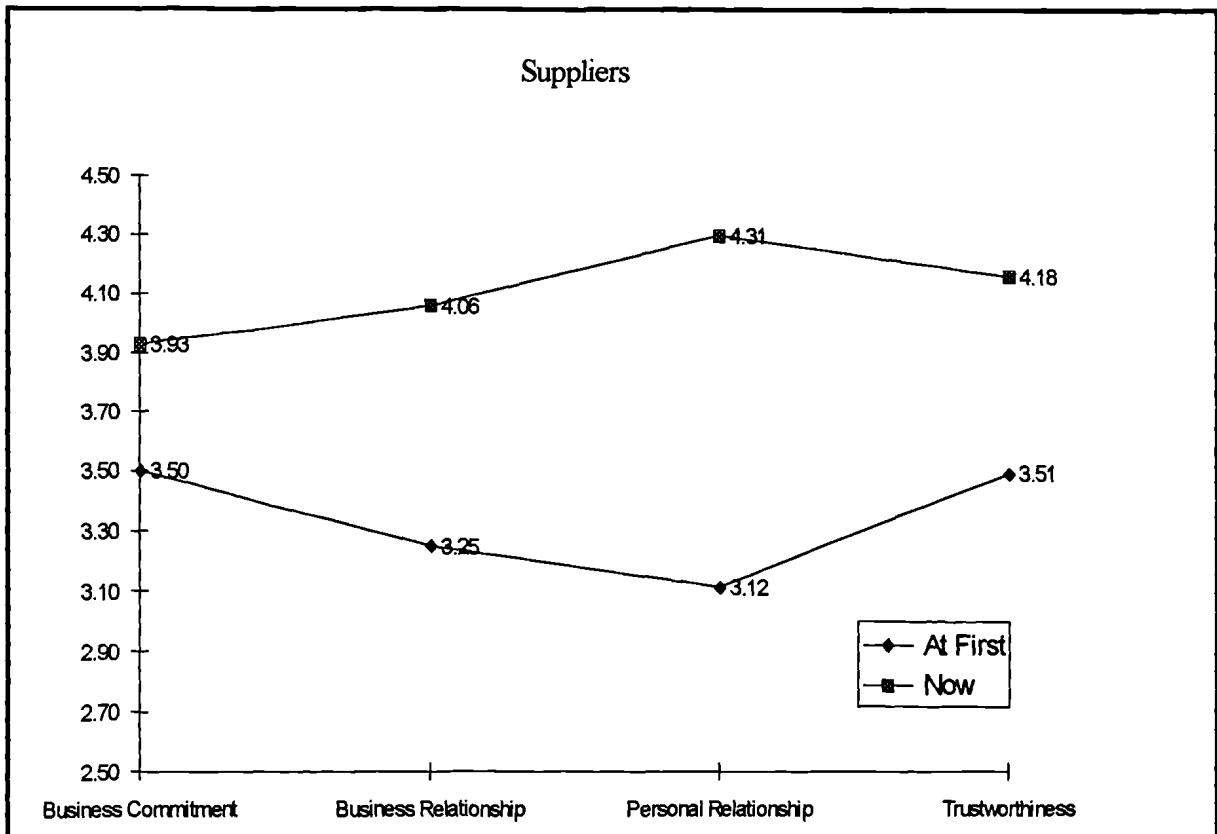 Suppliers
4.50
4.30
4.10
3.90
3.70
3.50
3.30
3.10
2.90
2.70
2.50
4.31
4.18
4.06
3.93
3.50
3.51
3.25
3.12
At First
Now
Business Commitment
Business Relationship
Personal Relationship
Trustworthiness